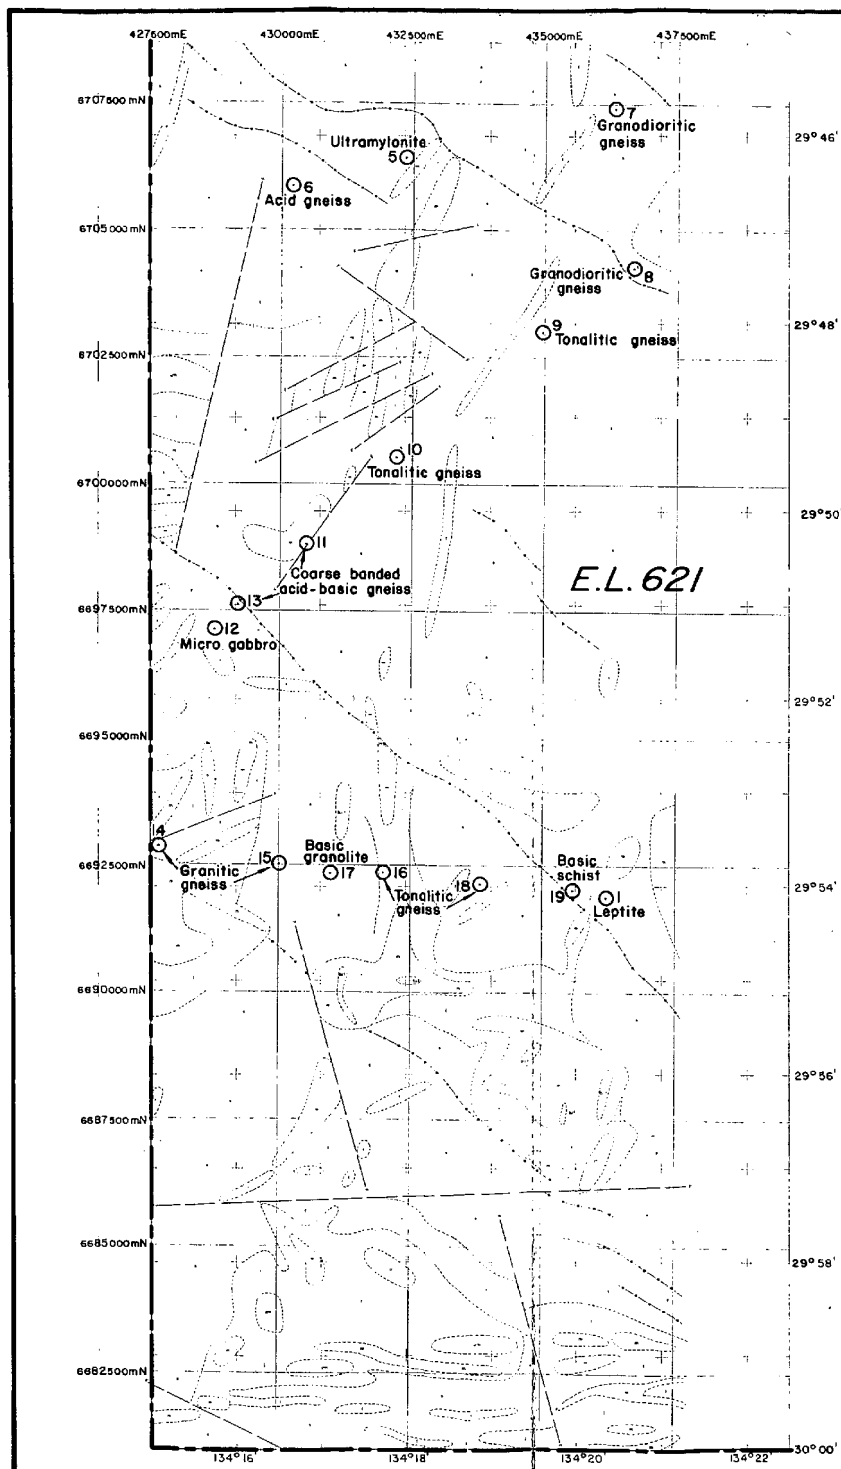 427600mE 430000mE 432500mE 435000mE 437500mE
6707500mN
7
Granodioritic
gneiss
29°46'
Ultramylonite
5
6
Acid gneiss
6705000mN
Granodioritic
gneiss
8
9
Tonalitic gneiss
29°48'
6702500mN
10
Tonalitic gneiss
6700000mN
29°50'
11
Coarse banded
acid-basic gneiss
E.L. 621
13
6697500mN
12
Micro gabbro
29°52'
6695000mN
14
Granitic
gneiss
15
Basic
granolite
17
16
Tonalitic
gneiss
18
Basic
schist
19
1
Leptite
6692500mN
29°54'
6690000mN
29°56'
6687500mN
6685000mN
29°58'
6682500mN
134°16' 134°18' 134°20' 134°22'
30°00'